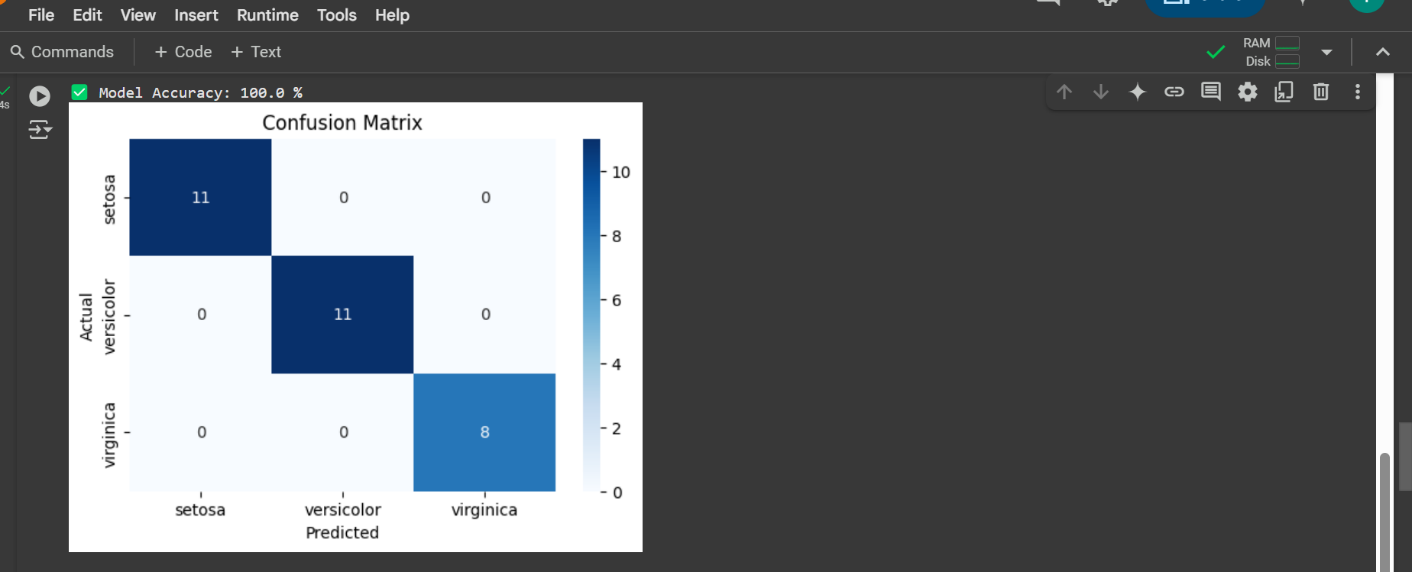 File Edit View Insert Runtime Tools Help
Commands + Code + Text
RAM
Disk
4s
Model Accuracy: 100.0 %
Confusion Matrix
setosa 11 0 0
versicolor 0 11 0
virginica 0 0 8
Actual
setosa versicolor virginica
Predicted
10
8
6
4
2
0